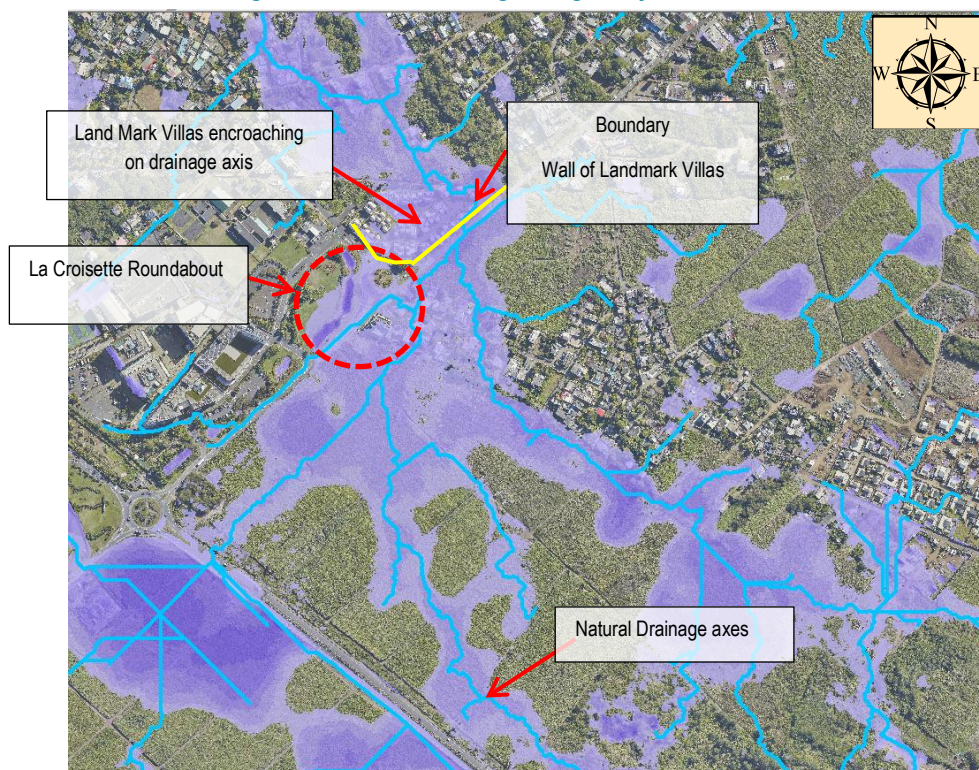 N
W
E
S
Land Mark Villas encroaching
on drainage axis
Boundary
Wall of Landmark Villas
La Croisette Roundabout
Natural Drainage axes